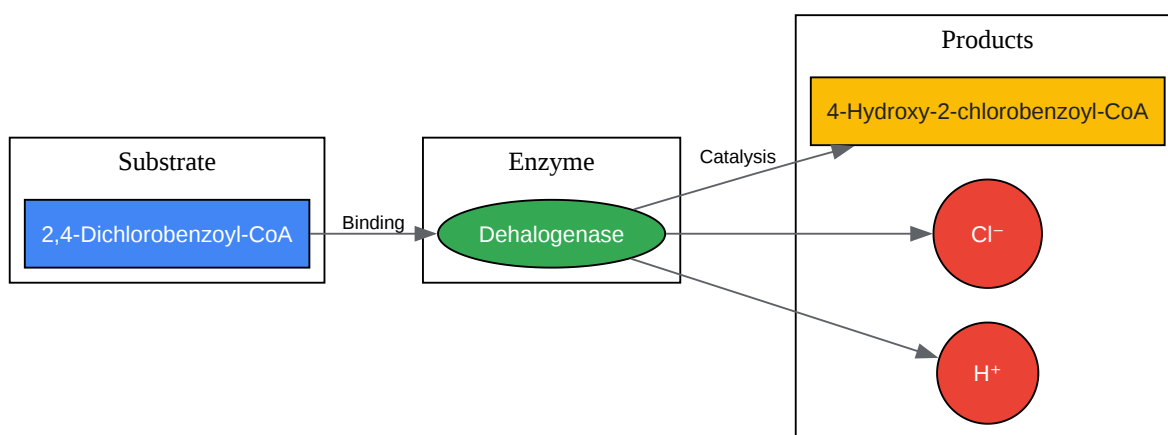 Substrate
2,4-Dichlorobenzoyl-CoA
Binding
Enzyme
Dehalogenase
Catalysis
Products
4-Hydroxy-2-chlorobenzoyl-CoA
Cl⁻
H⁺